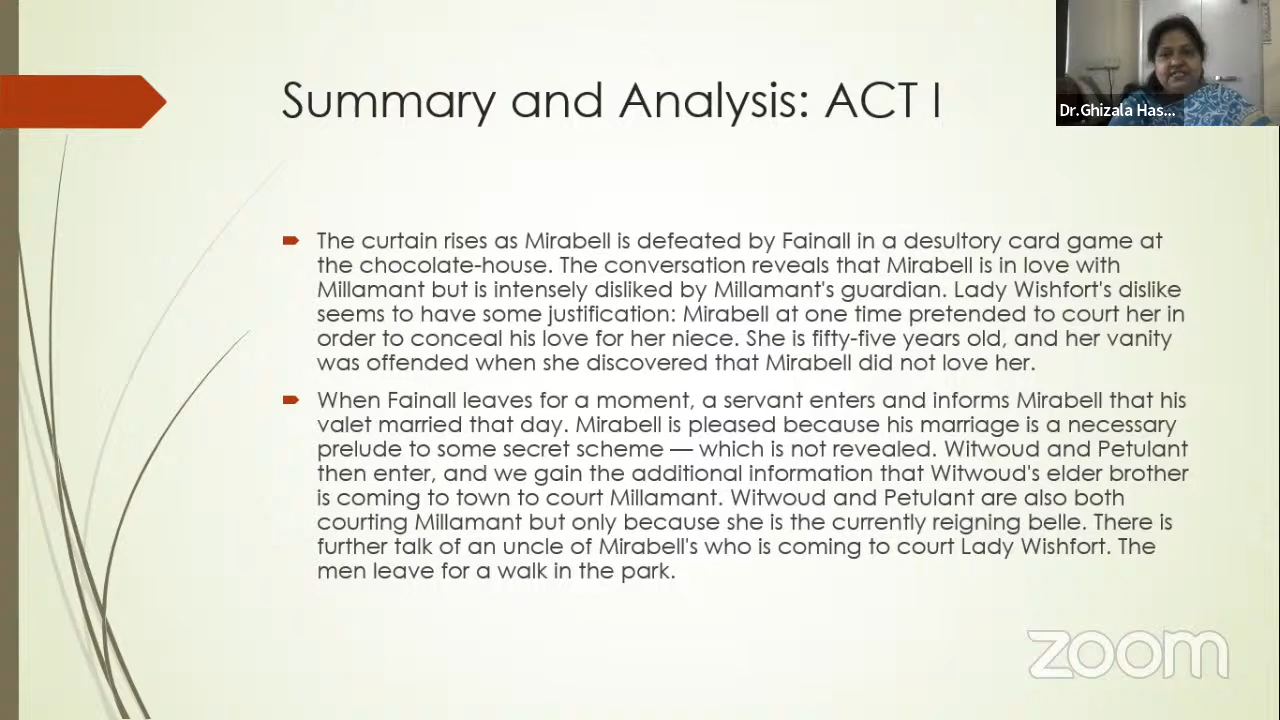 Summary and Analysis: ACT I
Dr.Ghizala Has...
The curtain rises as Mirabell is defeated by Fainall in a desultory card game at
the chocolate-house. The conversation reveals that Mirabell is in love with
Millamant but is intensely disliked by Millamant's guardian. Lady Wishfort's dislike
seems to have some justification: Mirabell at one time pretended to court her in
order to conceal his love for her niece. She is fifty-five years old, and her vanity
was offended when she discovered that Mirabell did not love her.
When Fainall leaves for a moment, a servant enters and informs Mirabell that his
valet married that day. Mirabell is pleased because his marriage is a necessary
prelude to some secret scheme — which is not revealed. Witwoud and Petulant
then enter, and we gain the additional information that Witwoud's elder brother
is coming to town to court Millamant. Witwoud and Petulant are also both
courting Millamant but only because she is the currently reigning belle. There is
further talk of an uncle of Mirabell's who is coming to court Lady Wishfort. The
men leave for a walk in the park.
zoom